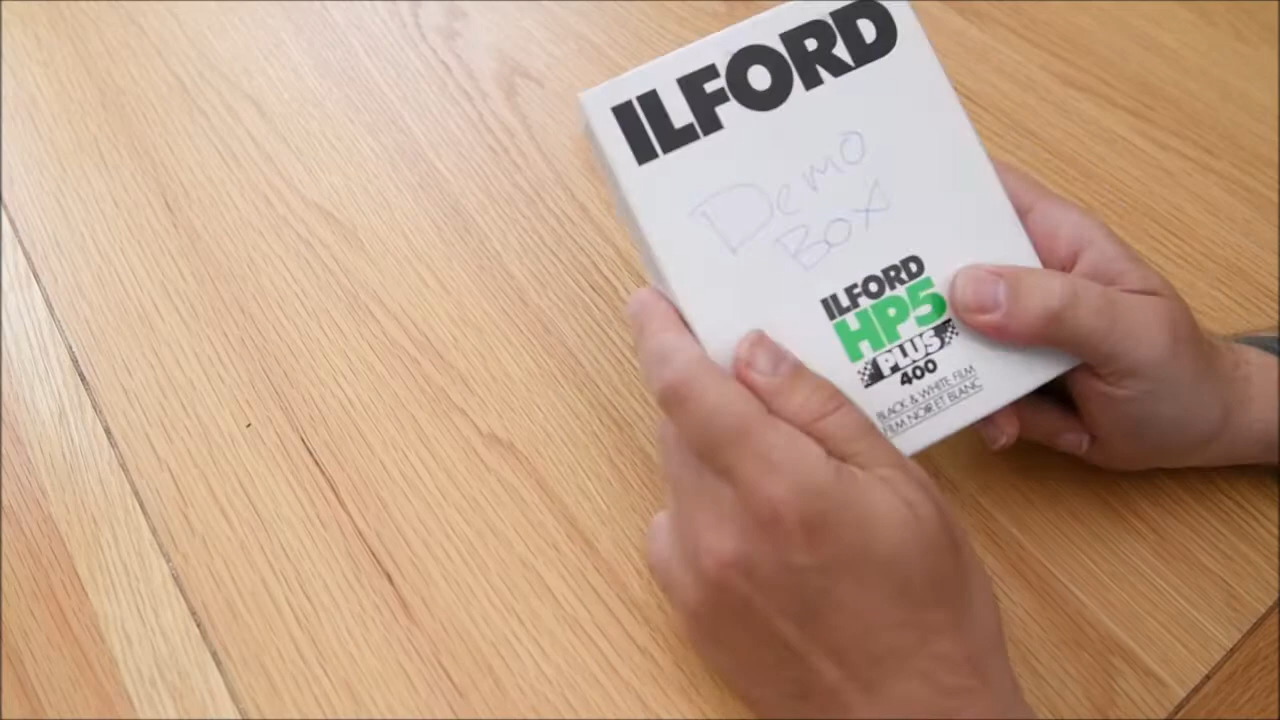 ILFORD
Demo
Box
ILFORD
HP5
PLUS
400
BLACK & WHITE FILM
FILM NOIR ET BLANC